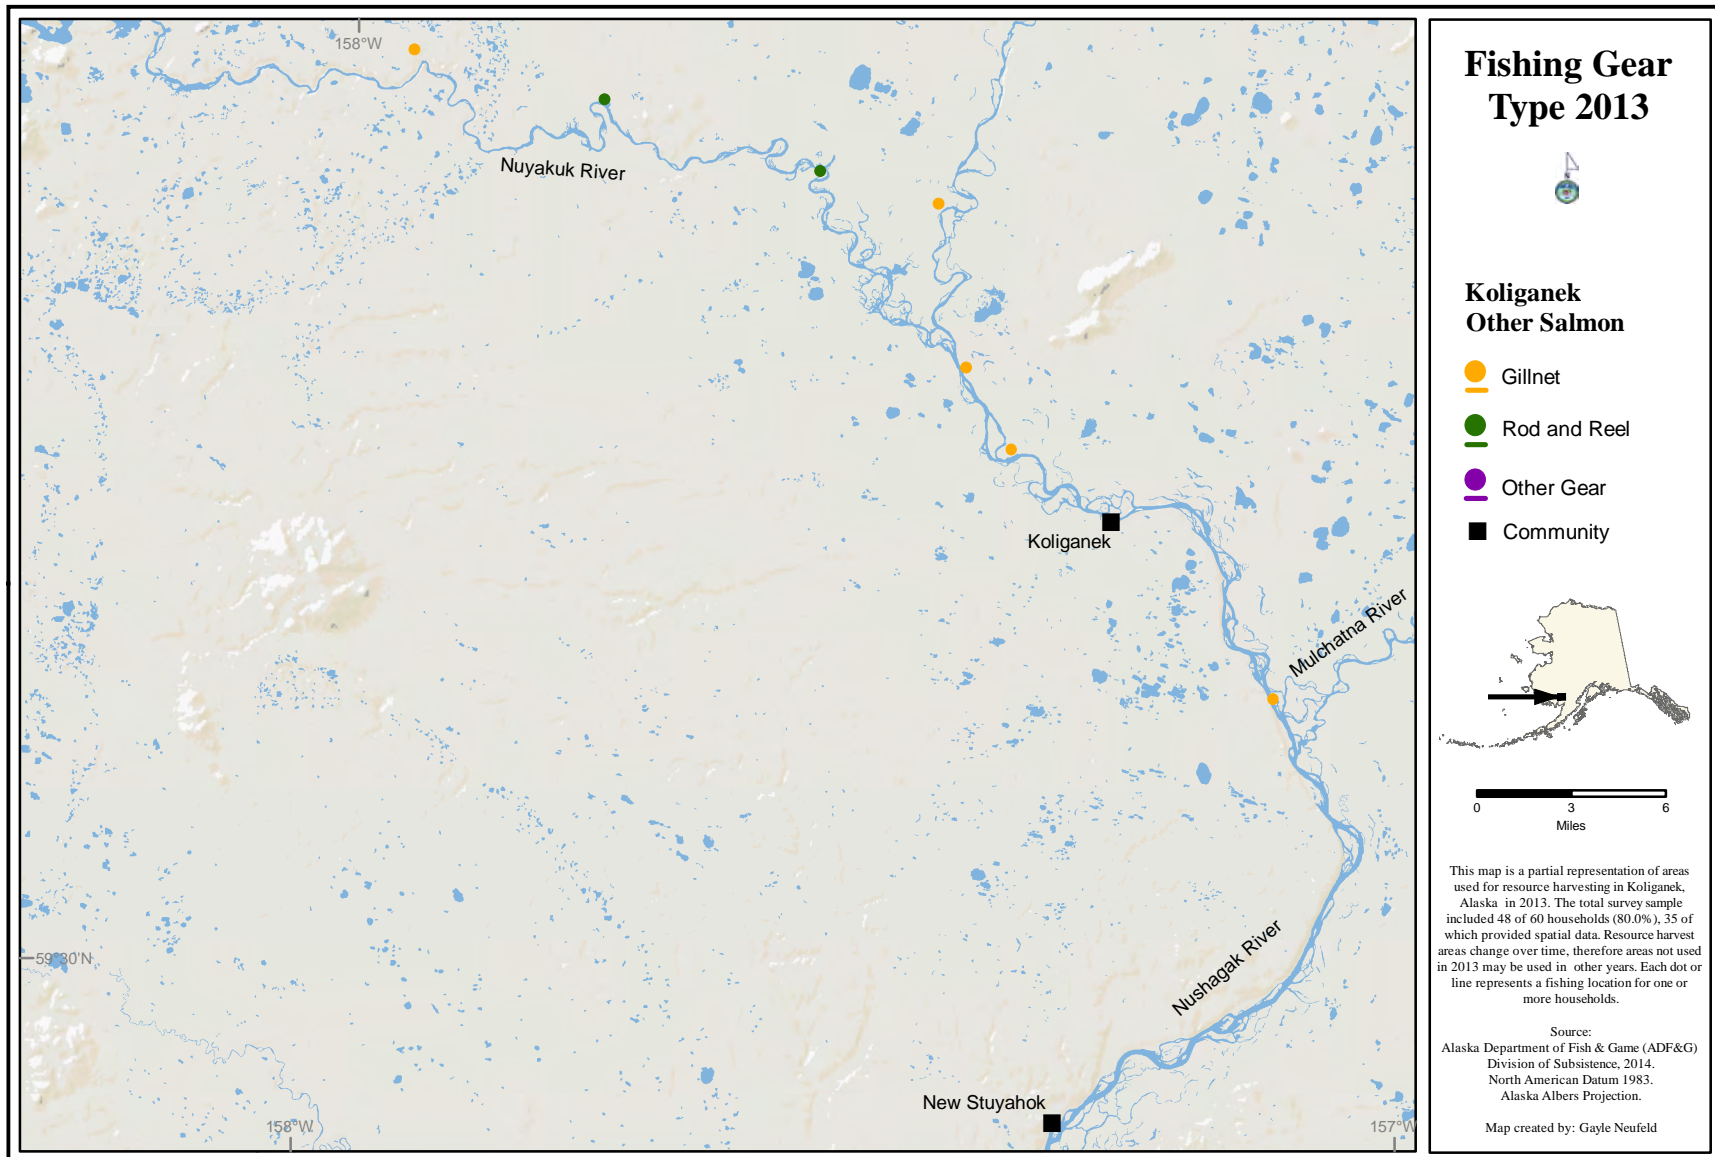 158°W
Nuyakuk River
Koliganek
Mulchatna River
59°30'N
Nushagak River
New Stuyahok
158°W
157°W
Fishing Gear
Type 2013
Koliganek
Other Salmon
Gillnet
Rod and Reel
Other Gear
Community
0 3 6
Miles
This map is a partial representation of areas
used for resource harvesting in Koliganek,
Alaska in 2013. The total survey sample
included 48 of 60 households (80.0%), 35 of
which provided spatial data. Resource harvest
areas change over time, therefore areas not used
in 2013 may be used in other years. Each dot or
line represents a fishing location for one or
more households.
Source:
Alaska Department of Fish & Game (ADF&G)
Division of Subsistence, 2014.
North American Datum 1983.
Alaska Albers Projection.
Map created by: Gayle Neufeld